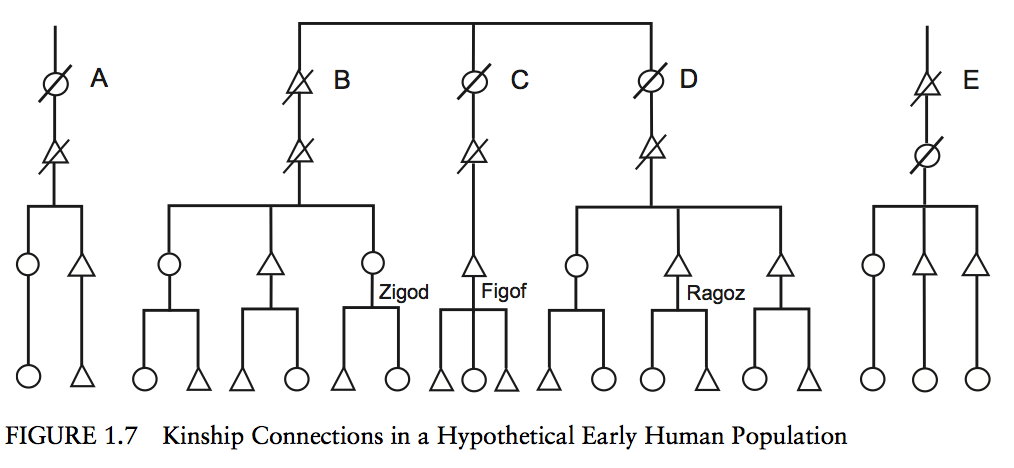 A
B
C
D
E
Zigod
Figof
Ragoz
FIGURE 1.7 Kinship Connections in a Hypothetical Early Human Population